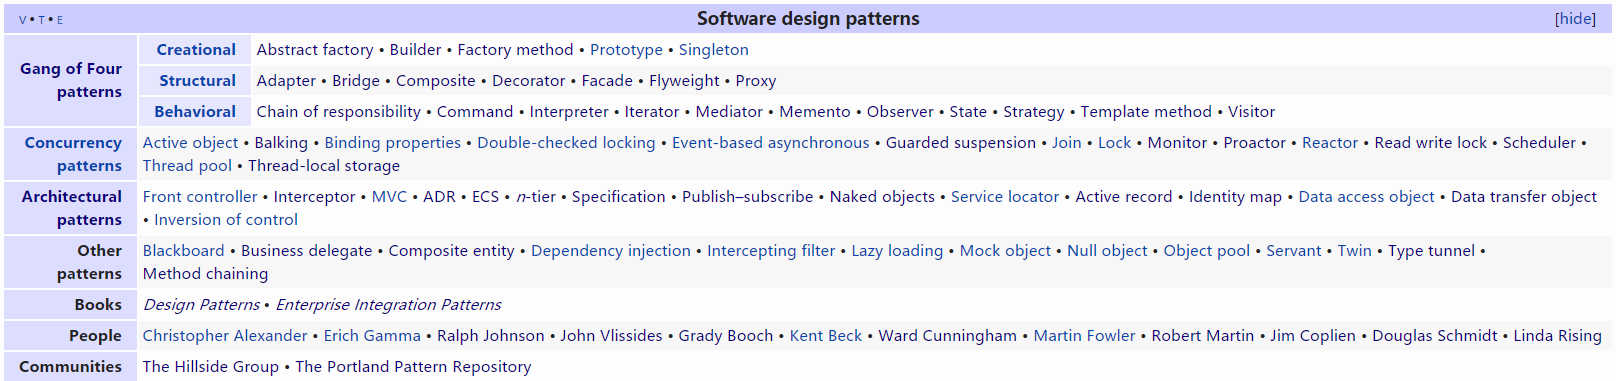 V • T • E Software design patterns [hide]
Gang of Four patterns
Creational Abstract factory • Builder • Factory method • Prototype • Singleton
Structural Adapter • Bridge • Composite • Decorator • Facade • Flyweight • Proxy
Behavioral Chain of responsibility • Command • Interpreter • Iterator • Mediator • Memento • Observer • State • Strategy • Template method • Visitor
Concurrency patterns
Active object • Balking • Binding properties • Double-checked locking • Event-based asynchronous • Guarded suspension • Join • Lock • Monitor • Proactor • Reactor • Read write lock • Scheduler •
Thread pool • Thread-local storage
Architectural patterns
Front controller • Interceptor • MVC • ADR • ECS • n-tier • Specification • Publish–subscribe • Naked objects • Service locator • Active record • Identity map • Data access object • Data transfer object
• Inversion of control
Other patterns
Blackboard • Business delegate • Composite entity • Dependency injection • Intercepting filter • Lazy loading • Mock object • Null object • Object pool • Servant • Twin • Type tunnel •
Method chaining
Books Design Patterns • Enterprise Integration Patterns
People Christopher Alexander • Erich Gamma • Ralph Johnson • John Vlissides • Grady Booch • Kent Beck • Ward Cunningham • Martin Fowler • Robert Martin • Jim Coplien • Douglas Schmidt • Linda Rising
Communities The Hillside Group • The Portland Pattern Repository